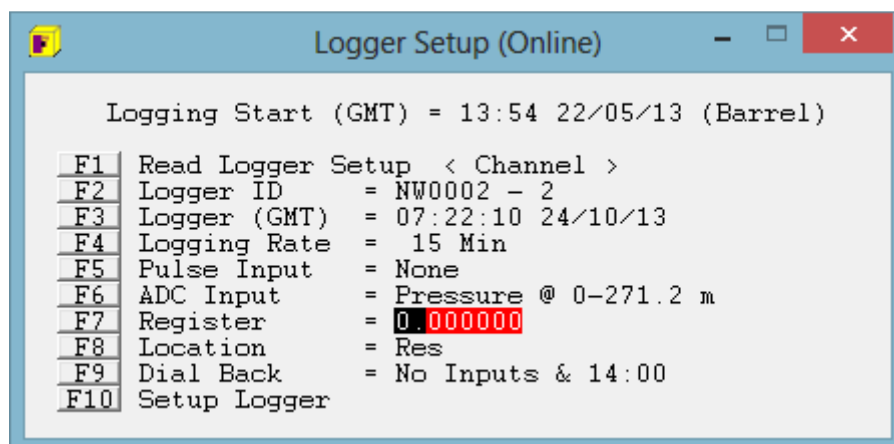 Logger Setup (Online)
Logging Start (GMT) = 13:54 22/05/13 (Barrel)
F1 Read Logger Setup < Channel >
F2 Logger ID = NW0002 - 2
F3 Logger (GMT) = 07:22:10 24/10/13
F4 Logging Rate = 15 Min
F5 Pulse Input = None
F6 ADC Input = Pressure @ 0-271.2 m
F7 Register = 0.000000
F8 Location = Res
F9 Dial Back = No Inputs & 14:00
F10 Setup Logger